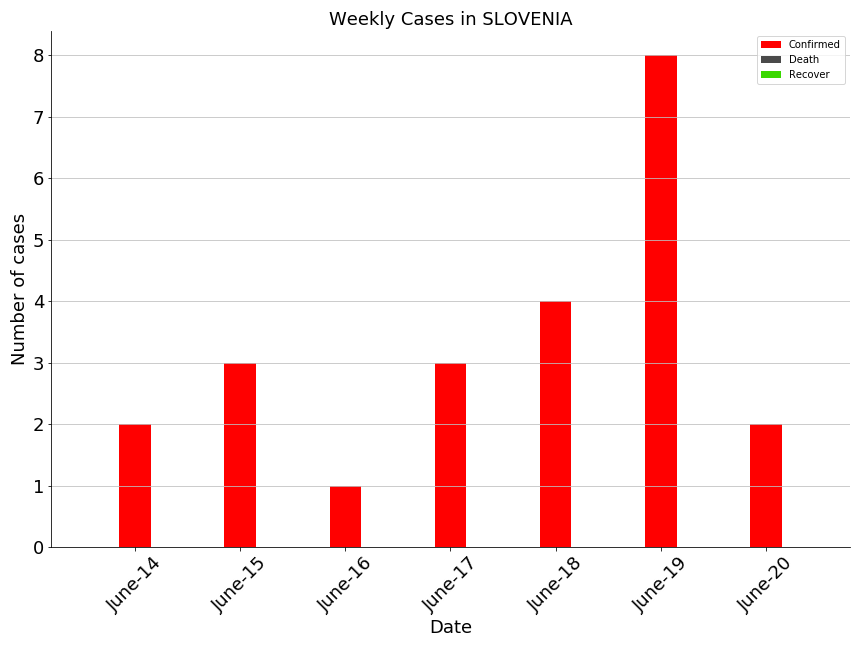 Weekly Cases in SLOVENIA
Confirmed
Death
Recover
Number of cases
8
7
6
5
4
3
2
1
0
June-14
June-15
June-16
June-17
June-18
June-19
June-20
Date